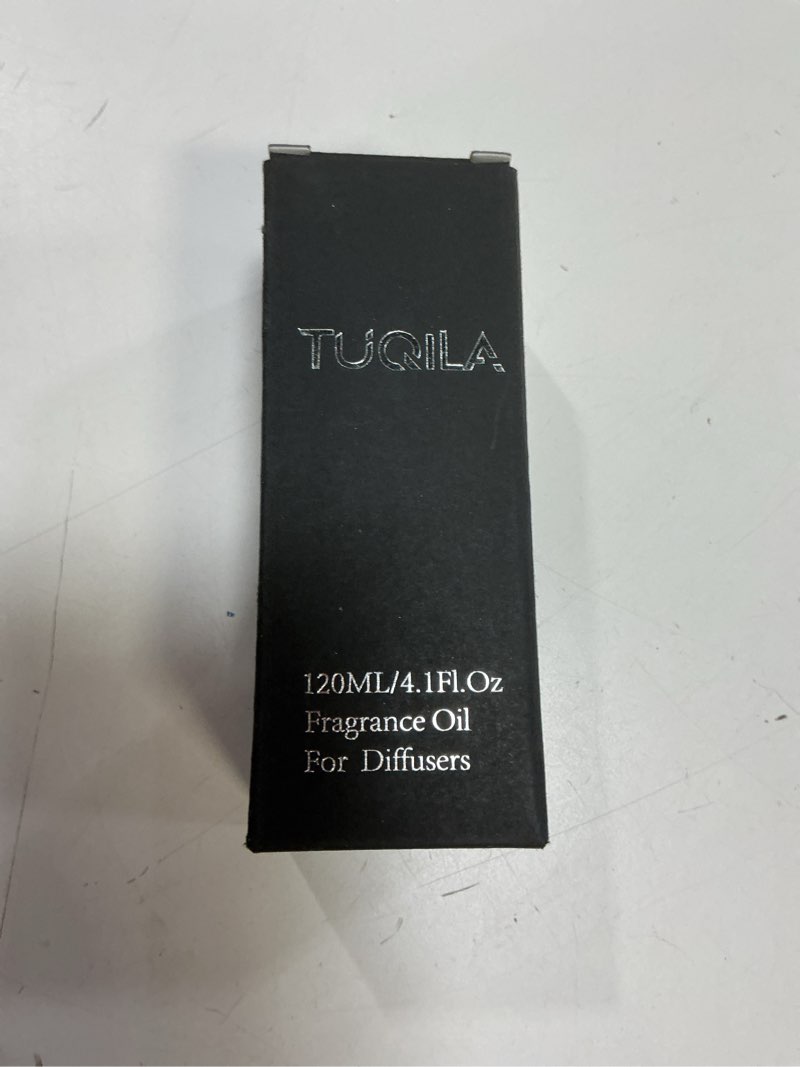 TUQILA
120ML/4.1Fl.Oz
Fragrance Oil
For Diffusers